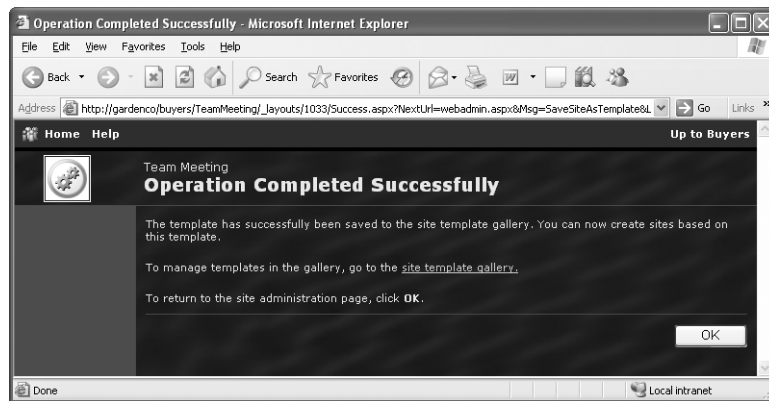 Operation Completed Successfully - Microsoft Internet Explorer
File Edit View Favorites Tools Help
Back Search Favorites
Address http://gardenco/buyers/TeamMeeting/_layouts/1033/Success.aspx?NextUrl=webadmin.aspx&Msg=SaveSiteAsTemplate&L Go Links »
Home Help Up to Buyers
Team Meeting
Operation Completed Successfully
The template has successfully been saved to the site template gallery. You can now create sites based on
this template.
To manage templates in the gallery, go to the site template gallery.
To return to the site administration page, click OK.
OK
Done Local intranet